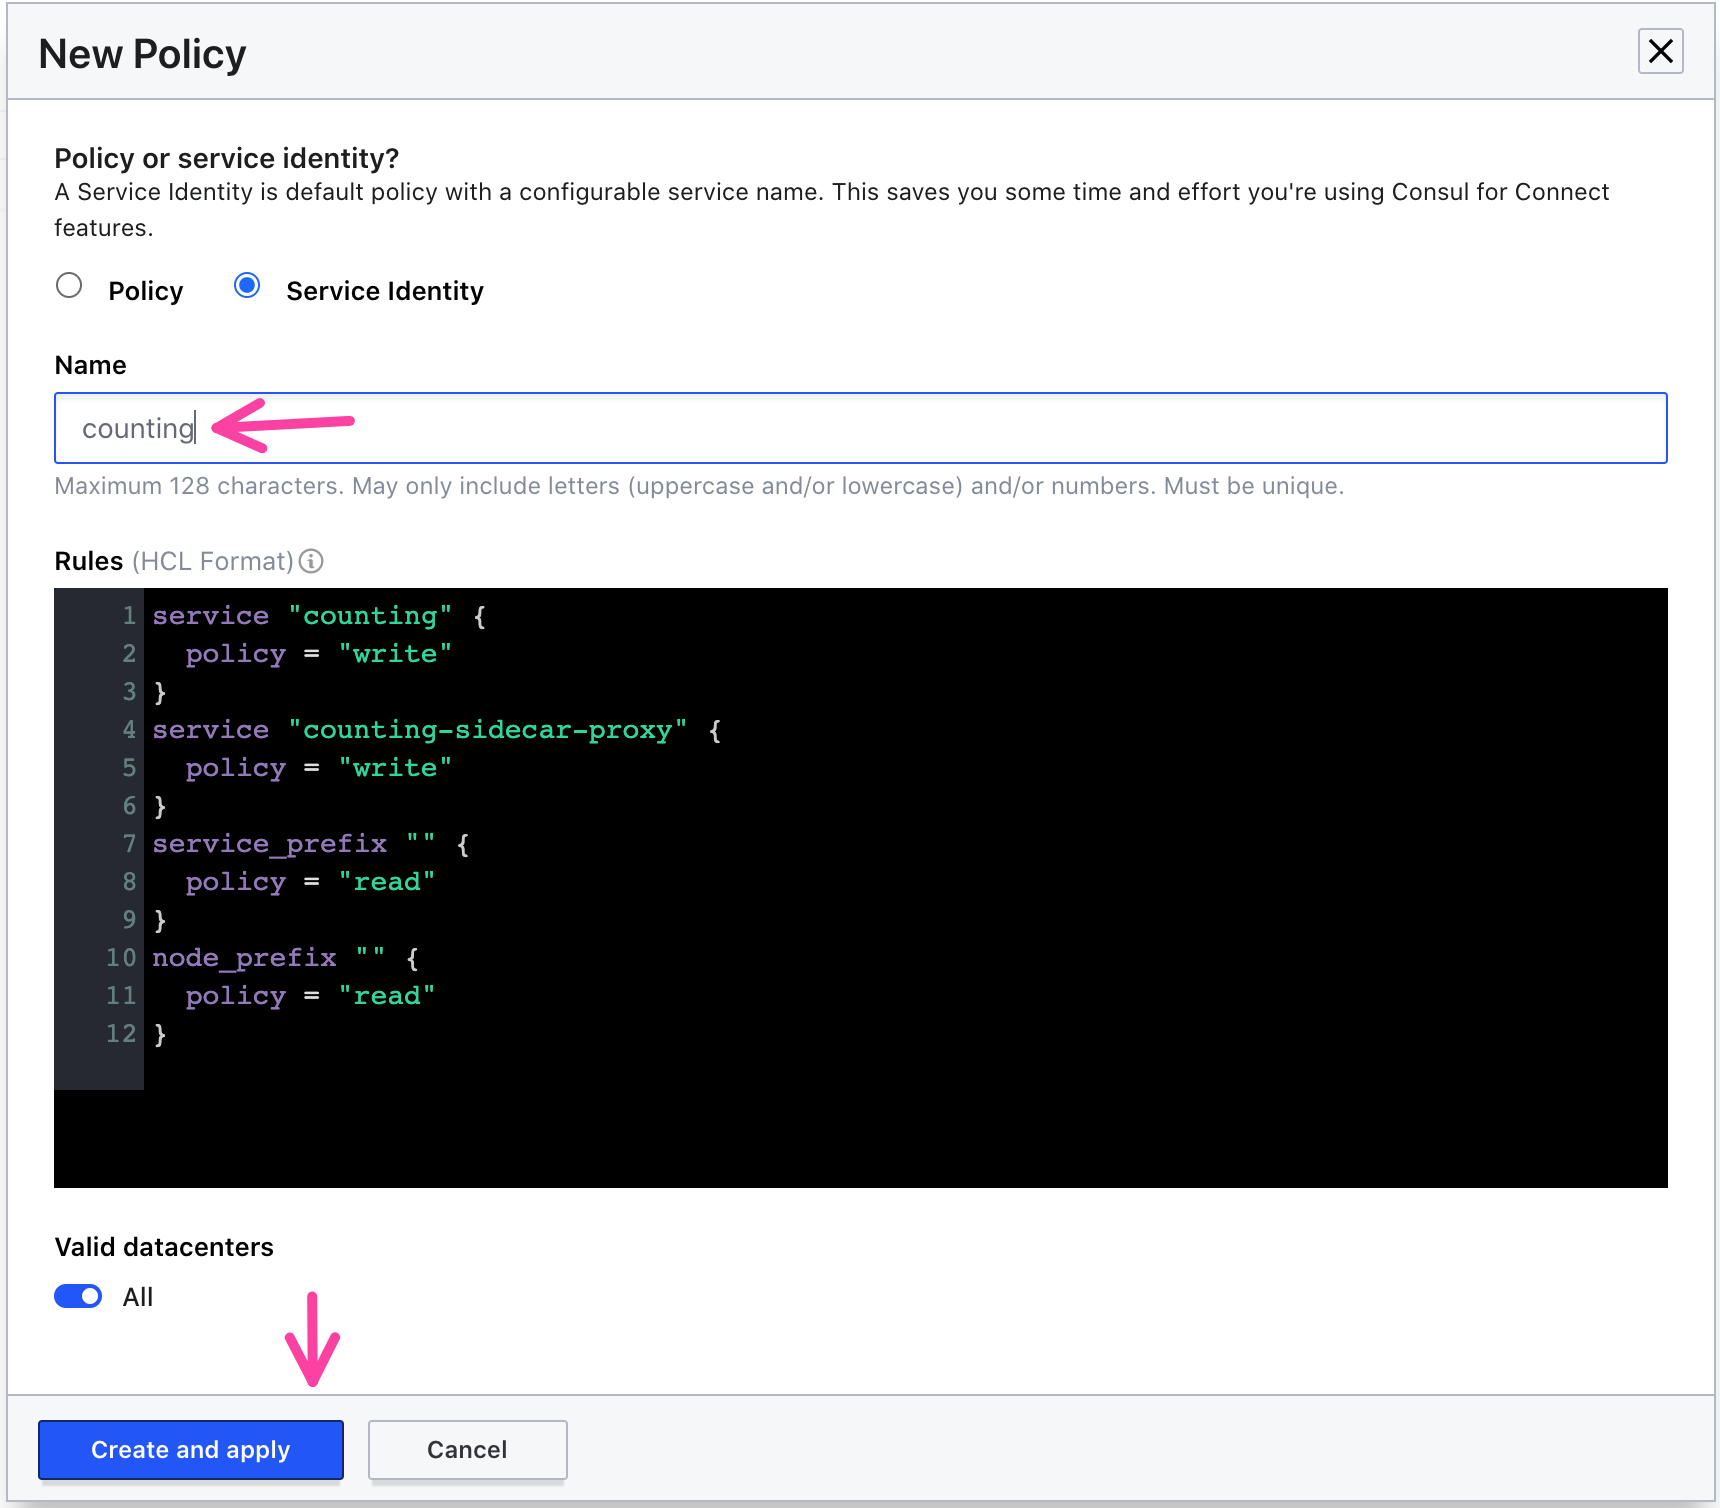 New Policy
Policy or service identity?
A Service Identity is default policy with a configurable service name. This saves you some time and effort you're using Consul for Connect
features.
Policy Service Identity
Name
counting
Maximum 128 characters. May only include letters (uppercase and/or lowercase) and/or numbers. Must be unique.
Rules (HCL Format)
1 service "counting" {
2   policy = "write"
3 }
4 service "counting-sidecar-proxy" {
5   policy = "write"
6 }
7 service_prefix "" {
8   policy = "read"
9 }
10 node_prefix "" {
11   policy = "read"
12 }
Valid datacenters
All
Create and apply Cancel